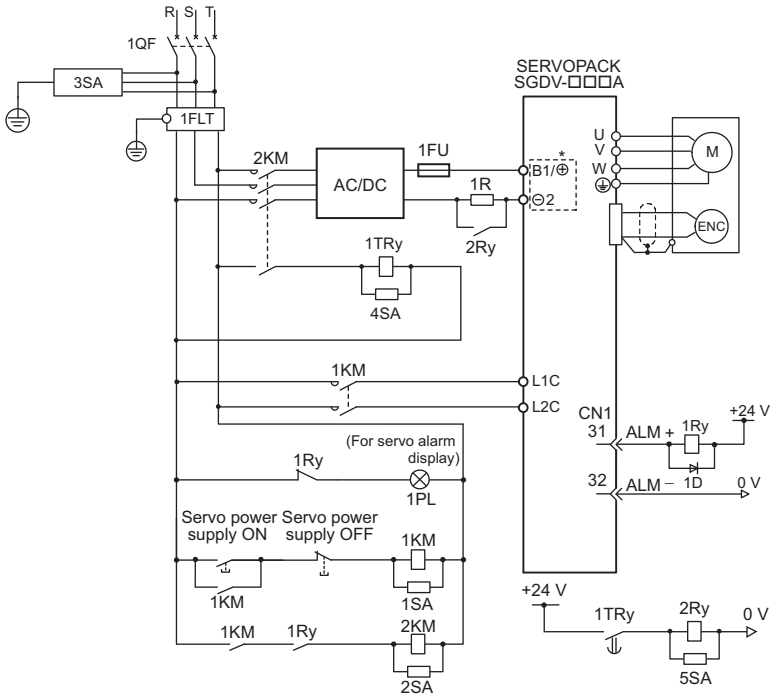 R S T
1QF
3SA
1FLT
2KM
AC/DC
1FU
1R
2Ry
SERVOPACK
SGDV-□□□A
*
B1/⊕
⊖2
U
V
W
M
ENC
1TRy
4SA
1KM
L1C
L2C
CN1
31
ALM +
1Ry
+24 V
1D
32
ALM −
0 V
(For servo alarm
display)
1Ry
1PL
Servo power
supply ON
Servo power
supply OFF
1KM
1KM
1SA
1KM
1Ry
2KM
2SA
+24 V
1TRy
2Ry
0 V
5SA